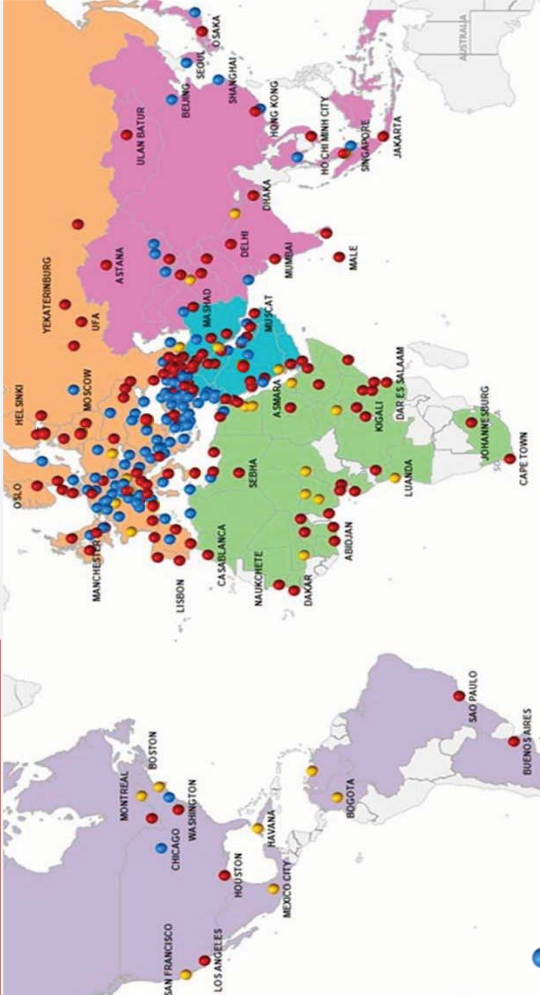 SAN FRANCISCO
LOS ANGELES
HOUSTON
MEXICO CITY
CHICAGO
MONTREAL
BOSTON
WASHINGTON
HAVANA
BOGOTA
SAO PAULO
BUENOS AIRES
OSLO
HELSINKI
MANCHESTER
MOSCOW
YEKATERINBURG
UFA
LISBON
CASABLANCA
NAUKCHETE
DAKAR
ABIDJAN
SEBHA
ASMARA
KIGALI
DAR ES SALAAM
LUANDA
JOHANNESBURG
CAPE TOWN
MUSCAT
MASHAD
ASTANA
ULAN BATUR
DELHI
MUMBAI
MALE
DHAKA
BEIJING
SEOUL
OSAKA
SHANGHAI
HONG KONG
HO CHI MINH CITY
SINGAPORE
JAKARTA
AUSTRALIA